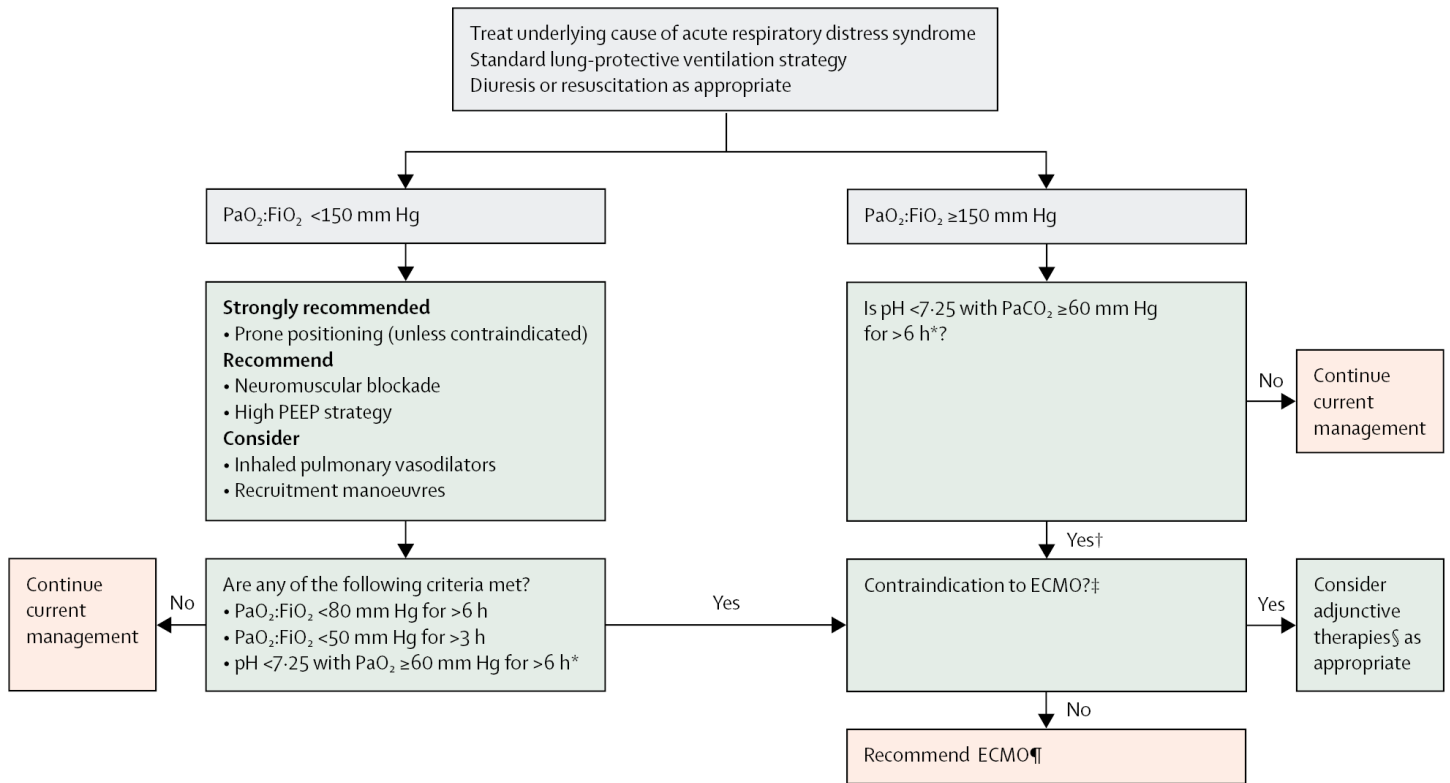 Treat underlying cause of acute respiratory distress syndrome
Standard lung-protective ventilation strategy
Diuresis or resuscitation as appropriate
PaO₂:FiO₂ <150 mm Hg
PaO₂:FiO₂ ≥150 mm Hg
Strongly recommended
• Prone positioning (unless contraindicated)
Recommend
• Neuromuscular blockade
• High PEEP strategy
Consider
• Inhaled pulmonary vasodilators
• Recruitment manoeuvres
Is pH <7·25 with PaCO₂ ≥60 mm Hg
for >6 h*?
No
Continue
current
management
Yes†
Continue
current
management
No
Are any of the following criteria met?
• PaO₂:FiO₂ <80 mm Hg for >6 h
• PaO₂:FiO₂ <50 mm Hg for >3 h
• pH <7·25 with PaO₂ ≥60 mm Hg for >6 h*
Yes
Contraindication to ECMO?‡
Yes
Consider
adjunctive
therapies§ as
appropriate
No
Recommend ECMO¶